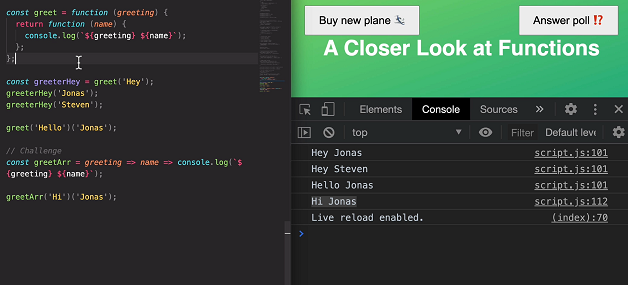 const greet = function (greeting) {
return function (name) {
console.log(`${greeting} ${name}`);
};
};
const greeterHey = greet('Hey');
greeterHey('Jonas');
greeterHey('Steven');
greet('Hello')('Jonas');
// Challenge
const greetArr = greeting => name => console.log(`$
{greeting} ${name}`);
greetArr('Hi')('Jonas');
Buy new plane 🛩
Answer poll ⁉️
A Closer Look at Functions
Elements Console Sources »
top Filter Default leve
Hey Jonas script.js:101
Hey Steven script.js:101
Hello Jonas script.js:101
Hi Jonas script.js:112
Live reload enabled. (index):70
>